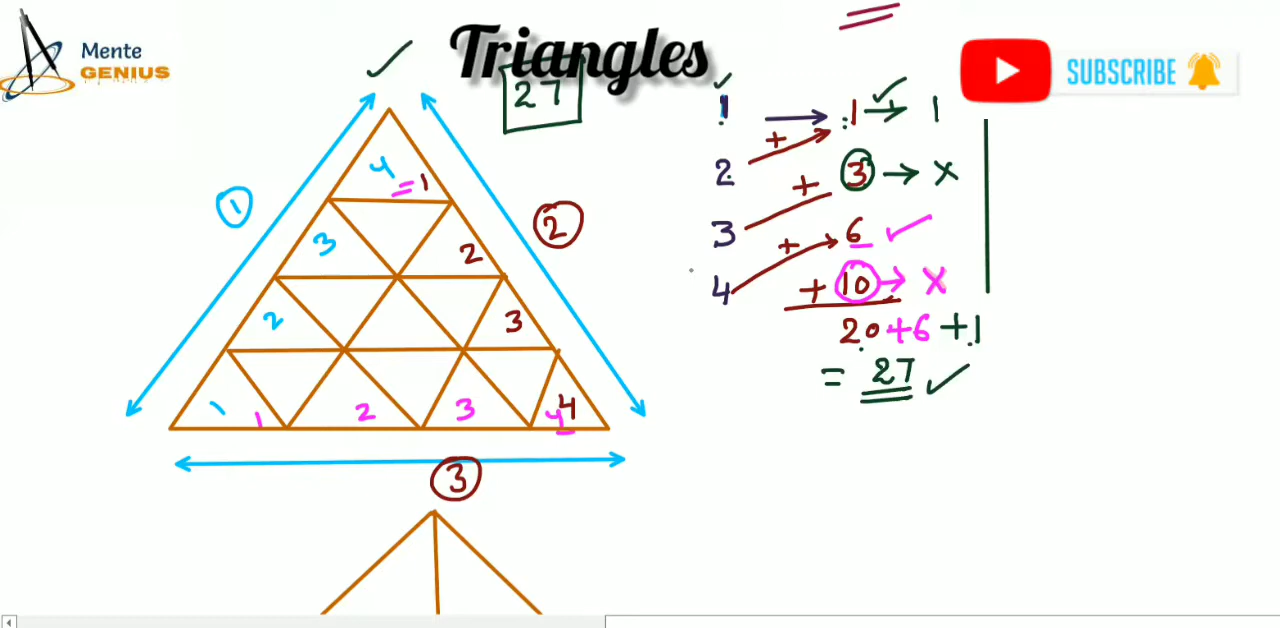 Mente
GENIUS
Triangles
27
SUBSCRIBE
1 → 1 → 1
2 + 3 → x
3 + 6 ✓
4 + 10 → x
20+6+1
= 27 ✓
1
2
4 =1
3
2
2
3
1 1 2 3 4 4
3